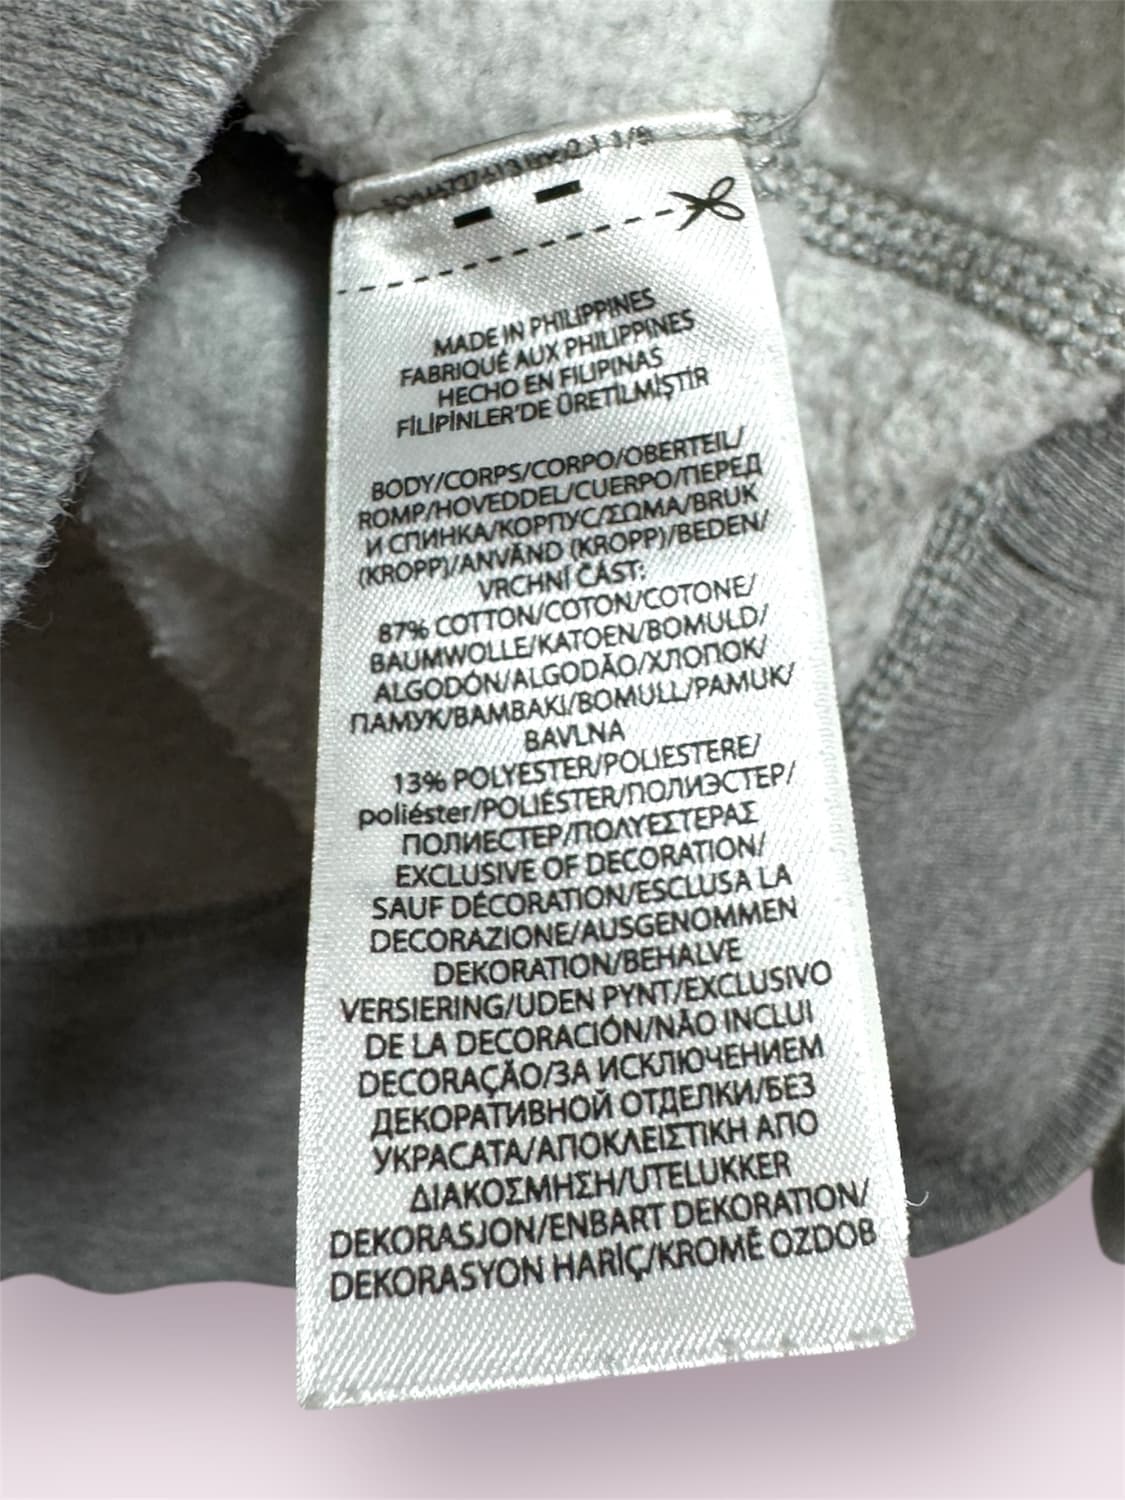 MADE IN PHILIPPINES
FABRIQUÉ AUX PHILIPPINES
HECHO EN FILIPINAS
FİLİPİNLER'DE ÜRETİLMİŞTİR
BODY/CORPS/CORPO/OBERTEIL/
ROMP/HOVEDDEL/CUERPO/ПЕРЕД
И СПИНКА/КОРПУС/ΣΩΜΑ/BRUK
(KROPP)/ANVÄND (KROPP)/BEDEN/
VRCHNÍ ČÁST:
87% COTTON/COTON/COTONE/
BAUMWOLLE/KATOEN/BOMULD/
ALGODÓN/ALGODÃO/ХЛОПОК/
ПАМУК/BAMBAKI/BOMULL/PAMUK/
BAVLNA
13% POLYESTER/POLIESTERE/
poliéster/POLIÉSTER/ПОЛИЭСТЕР/
ПОЛИЕСТЕР/ΠΟΛΥΕΣΤΕΡΑΣ
EXCLUSIVE OF DECORATION/
SAUF DÉCORATION/ESCLUSA LA
DECORAZIONE/AUSGENOMMEN
DEKORATION/BEHALVE
VERSIERING/UDEN PYNT/EXCLUSIVO
DE LA DECORACIÓN/NÃO INCLUI
DECORAÇÃO/ЗА ИСКЛЮЧЕНИЕМ
ДЕКОРАТИВНОЙ ОТДЕЛКИ/БЕЗ
УКРАСАТА/ΑΠΟΚΛΕΙΣΤΙΚΗ ΑΠΟ
ΔΙΑΚΟΣΜΗΣΗ/UTELUKKER
DEKORASJON/ENBART DEKORATION/
DEKORASYON HARİÇ/KROMĚ OZDOB